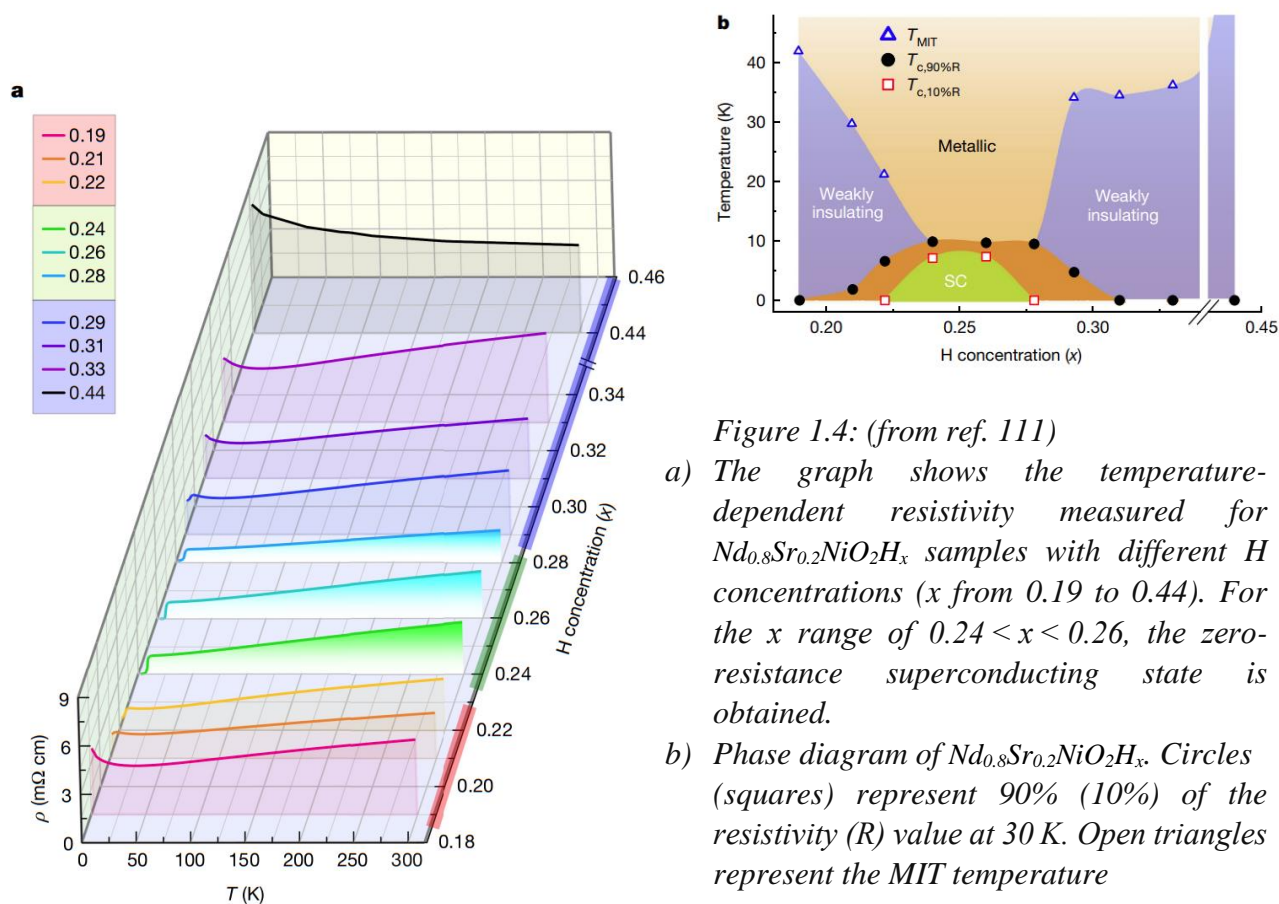 a
0.19
0.21
0.22
0.24
0.26
0.28
0.29
0.31
0.33
0.44
9
6
3
0
ρ (mΩ cm)
0 50 100 150 200 250 300
T (K)
0.46
0.44
0.34
0.32
0.30
0.28
0.26
0.24
0.22
0.20
0.18
H concentration (x)
b
T_MIT
T_c,90%R
T_c,10%R
40
30
20
10
0
Temperature (K)
Metallic
Weakly
insulating
Weakly
insulating
SC
0.20 0.25 0.30 0.45
H concentration (x)
Figure 1.4: (from ref. 111)
a) The graph shows the temperature-
dependent resistivity measured for
Nd0.8Sr0.2NiO2Hx samples with different H
concentrations (x from 0.19 to 0.44). For
the x range of 0.24 < x < 0.26, the zero-
resistance superconducting state is
obtained.
b) Phase diagram of Nd0.8Sr0.2NiO2Hx. Circles
(squares) represent 90% (10%) of the
resistivity (R) value at 30 K. Open triangles
represent the MIT temperature